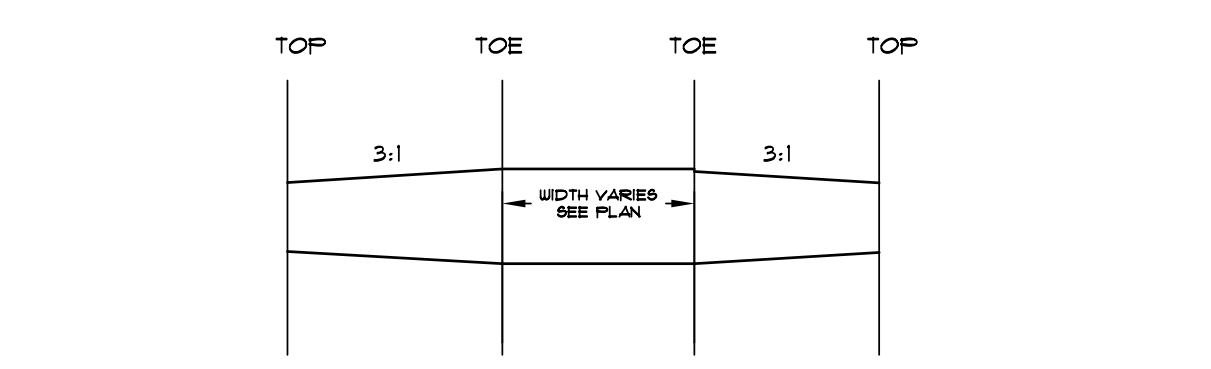 TOP
TOE
TOE
TOP
3:1
3:1
WIDTH VARIES
SEE PLAN